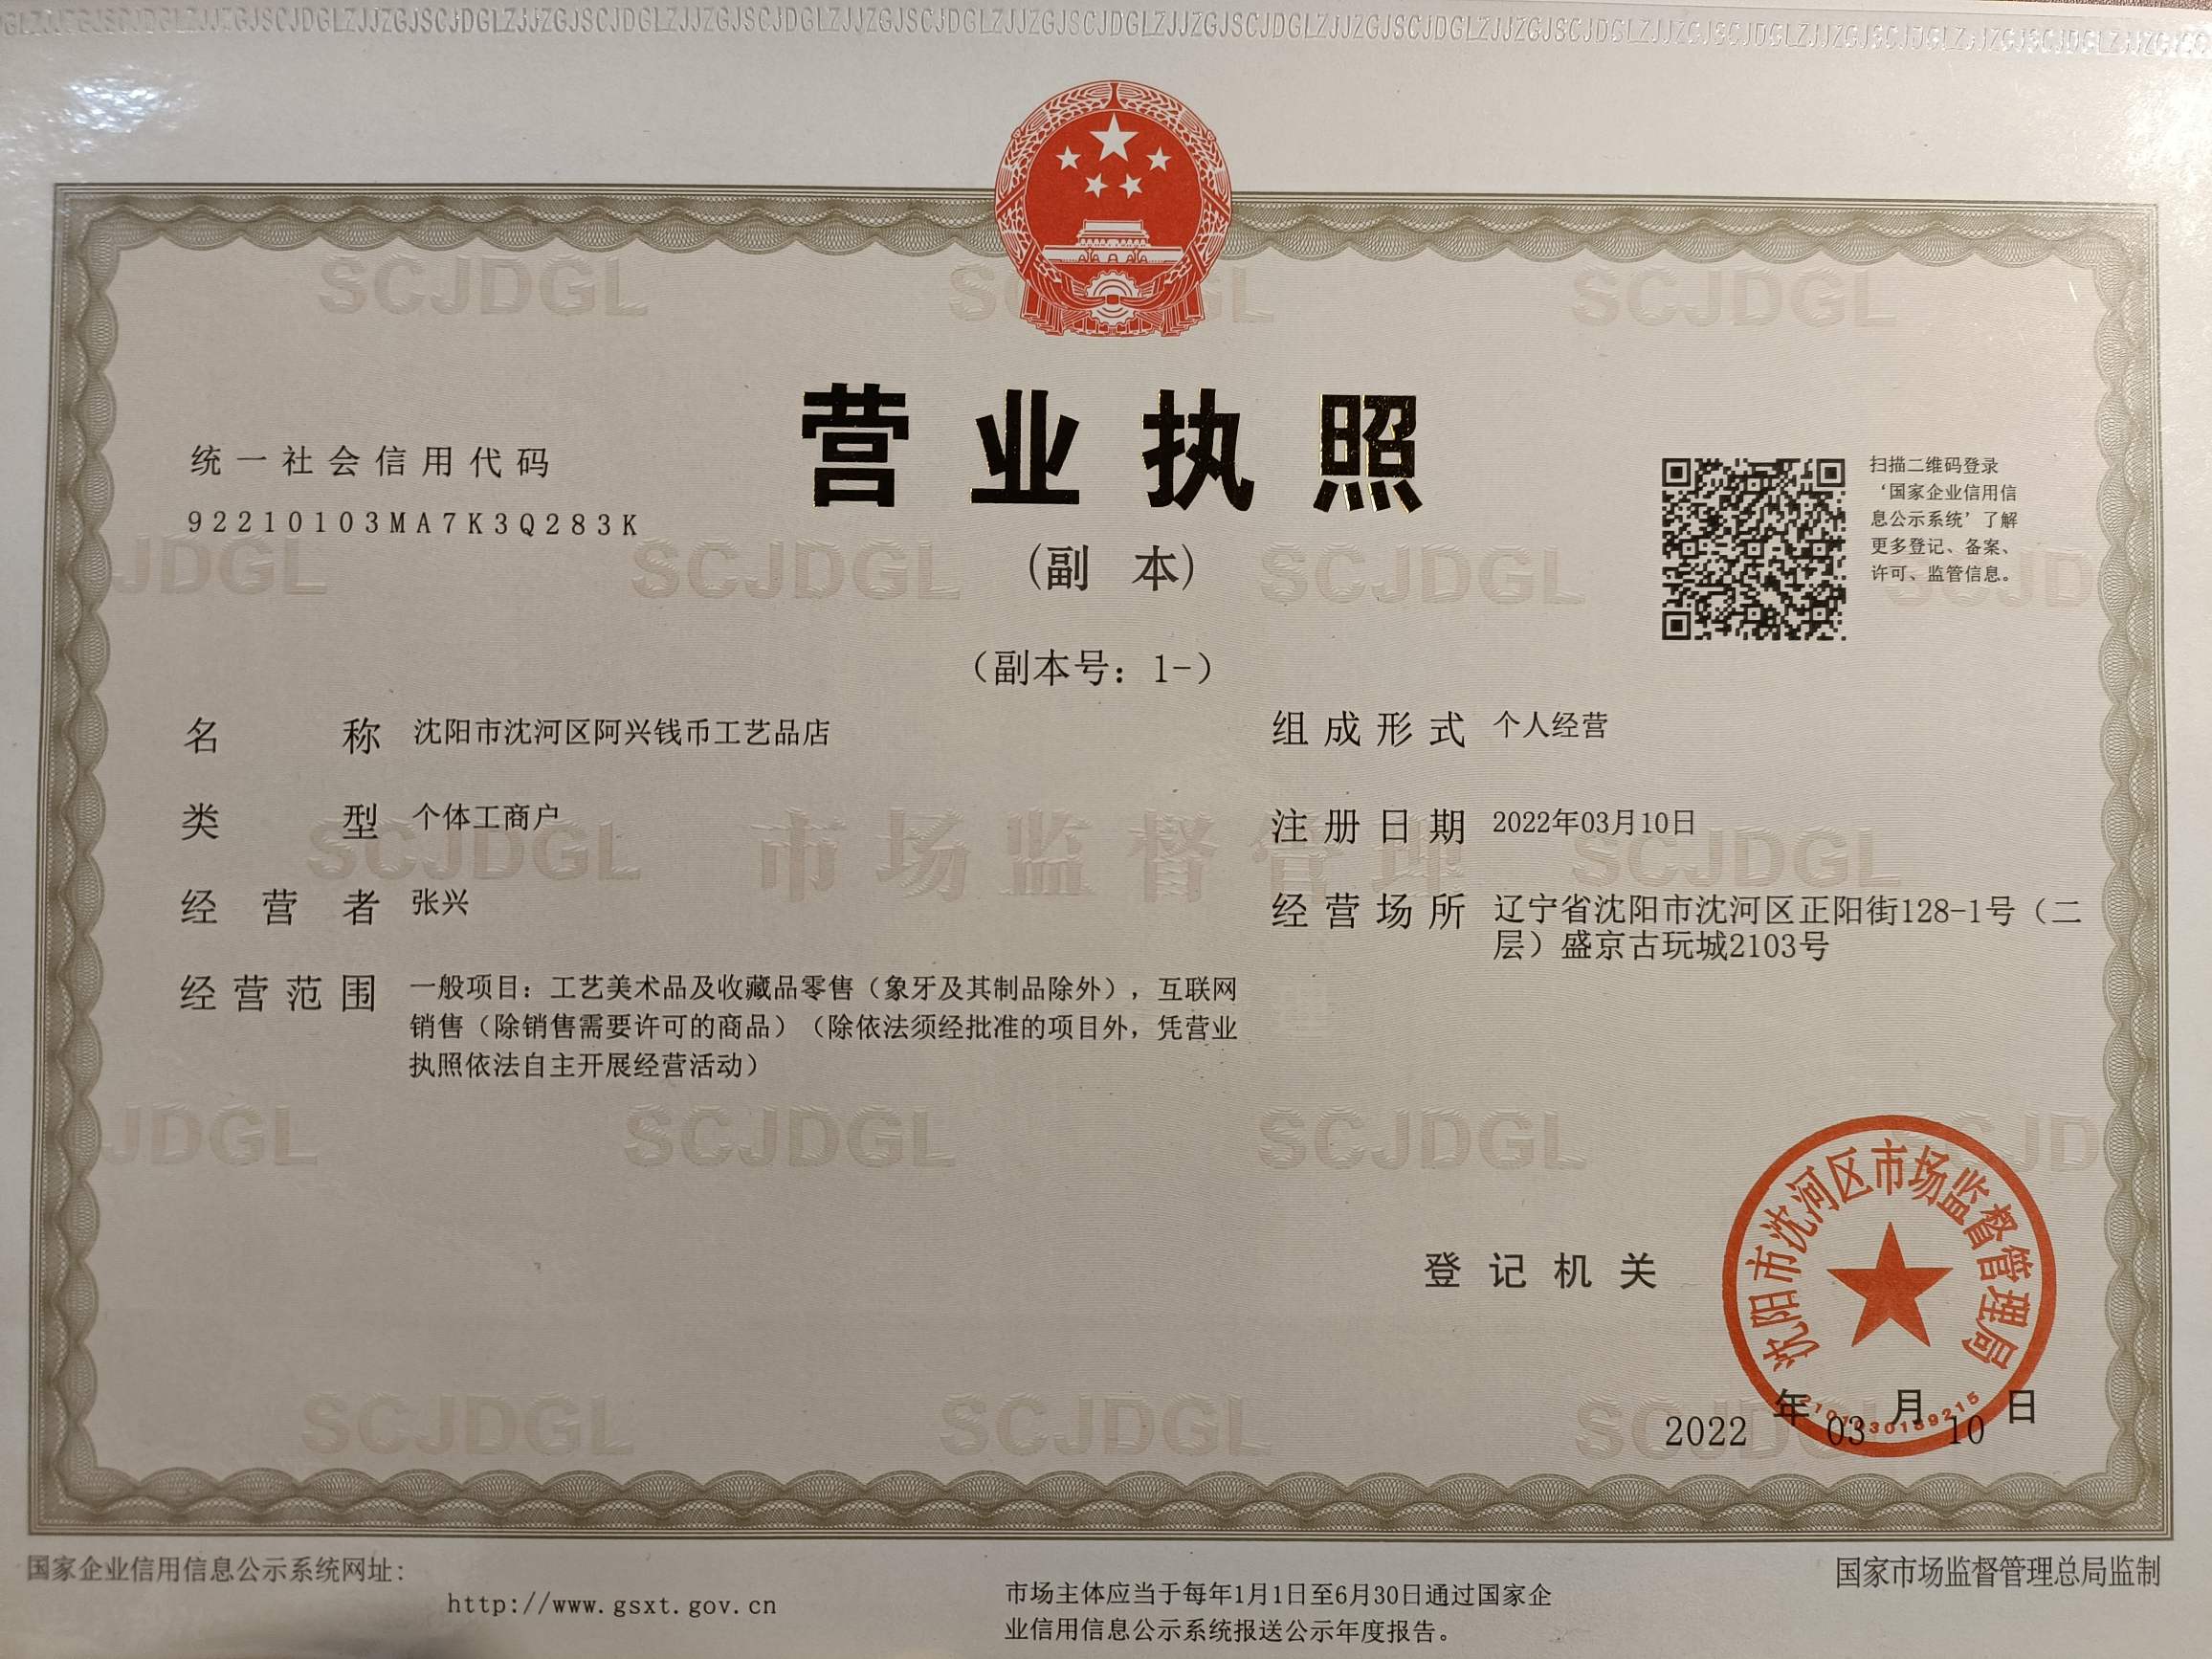 营业执照
(副 本)
（副本号：1-）
统一社会信用代码
92210103MA7K3Q283K
扫描二维码登录
‘国家企业信用信
息公示系统’了解
更多登记、备案、
许可、监管信息。
名 称 沈阳市沈河区阿兴钱币工艺品店
类 型 个体工商户
经 营 者 张兴
经 营 范 围 一般项目：工艺美术品及收藏品零售（象牙及其制品除外），互联网
销售（除销售需要许可的商品）（除依法须经批准的项目外，凭营业
执照依法自主开展经营活动）
组 成 形 式 个人经营
注 册 日 期 2022年03月10日
经 营 场 所 辽宁省沈阳市沈河区正阳街128-1号（二
层）盛京古玩城2103号
市场监督管理
SCJDGL
登 记 机 关
沈阳市沈河区市场监督管理局
2022 年 03 月 10 日
国家企业信用信息公示系统网址：
http://www.gsxt.gov.cn
市场主体应当于每年1月1日至6月30日通过国家企
业信用信息公示系统报送公示年度报告。
国家市场监督管理总局监制